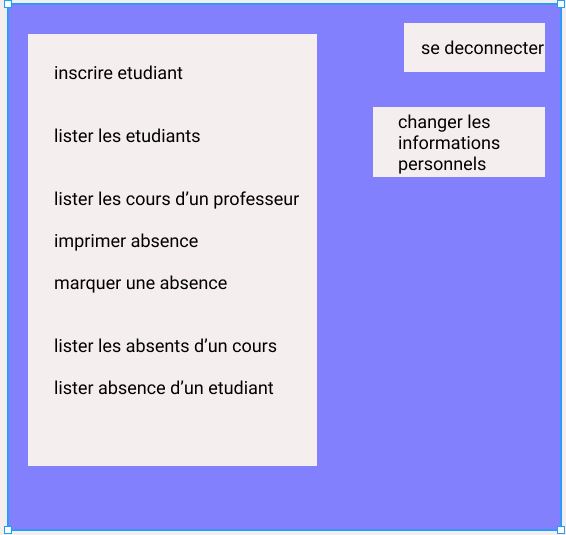 se deconnecter
inscrire etudiant
changer les
informations
personnels
lister les etudiants
lister les cours d’un professeur
imprimer absence
marquer une absence
lister les absents d’un cours
lister absence d’un etudiant